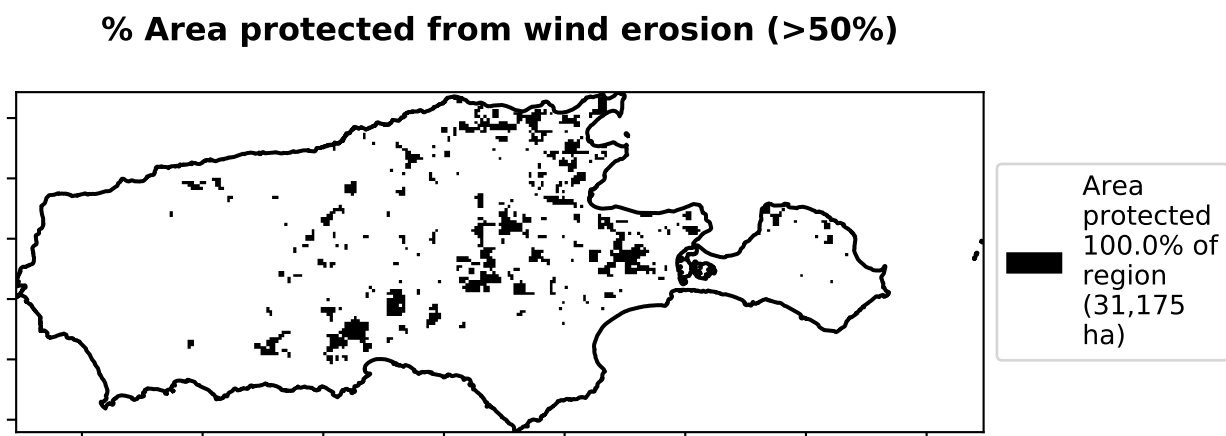 % Area protected from wind erosion (>50%)
Area
protected
100.0% of
region
(31,175
ha)